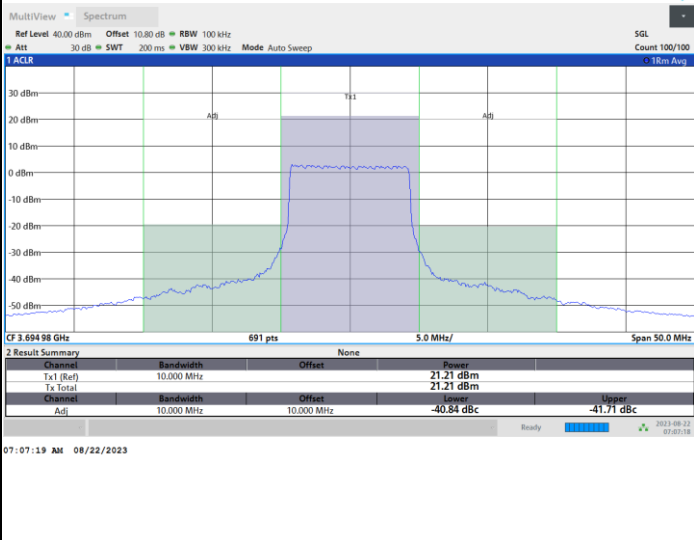 MultiView Spectrum
Ref Level 40.00 dBm Offset 10.80 dB RBW 100 kHz SGL
Att 30 dB SWT 200 ms VBW 300 kHz Mode Auto Sweep Count 100/100
1 ACLR 1Rm Avg
30 dBm
Tx1
20 dBm
Adj Adj
10 dBm
0 dBm
-10 dBm
-20 dBm
-30 dBm
-40 dBm
-50 dBm
CF 3.694 98 GHz 691 pts 5.0 MHz/ Span 50.0 MHz
2 Result Summary None
Channel Bandwidth Offset Power
Tx1 (Ref) 10.000 MHz 21.21 dBm
Tx Total 21.21 dBm
Channel Bandwidth Offset Lower Upper
Adj 10.000 MHz 10.000 MHz -40.84 dBc -41.71 dBc
Ready 2023-08-22
07:07:18
07:07:19 AM 08/22/2023